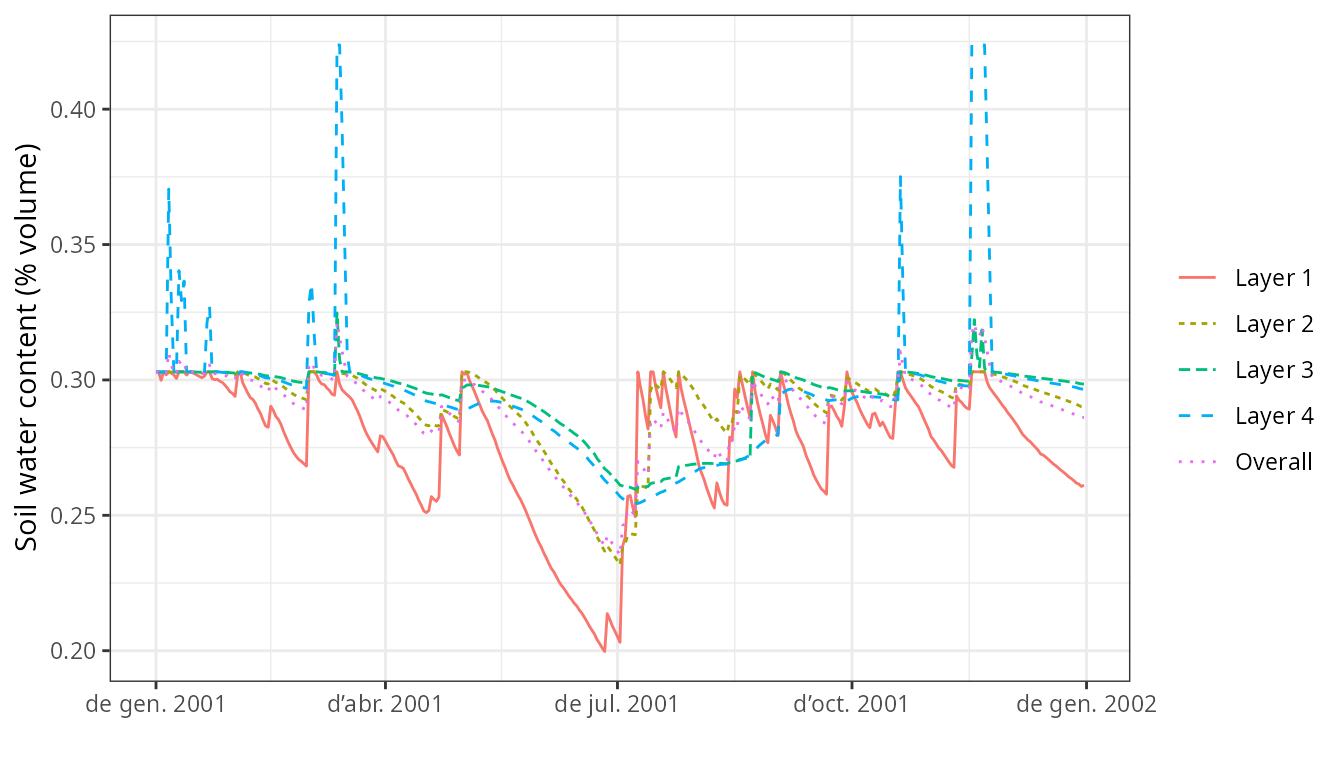 Soil water content (% volume)
0.40
0.35
0.30
0.25
0.20
de gen. 2001
d’abr. 2001
de jul. 2001
d’oct. 2001
de gen. 2002
Layer 1
Layer 2
Layer 3
Layer 4
Overall